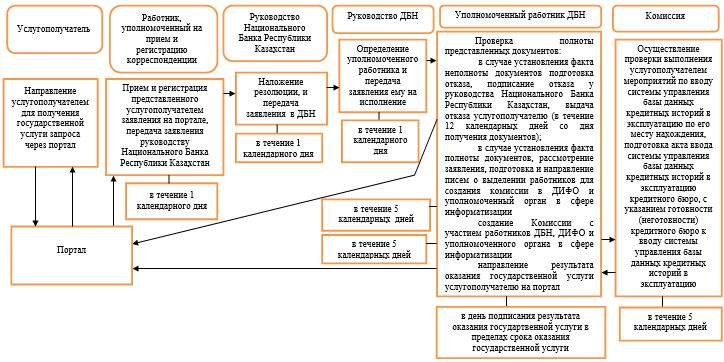 Услугополучатель
Работник,
уполномоченный на
прием и
регистрацию
корреспонденции
Руководство
Национального
Банка Республики
Казахстан
Руководство ДБН
Уполномоченный работник ДБН
Комиссия
Направление
услугополучателем
для получения
государственной
услуги запроса
через портал
Прием и регистрация
представленного
услугополучателем
заявления на портале,
передача заявления
руководству
Национального Банка
Республики Казахстан
в течение 1
календарного дня
Наложение
резолюции, и
передача
заявления в ДБН
в течение 1
календарного дня
Определение
уполномоченного
работника и
передача
заявления ему на
исполнение
в течение 1
календарного
дня
Проверка полноты
представленных документов:
в случае установления факта
неполноты документов подготовка
отказа, подписание отказа у
руководства Национального Банка
Республики Казахстан, выдача
отказа услугополучателю (в течение
12 календарных дней со дня
получения документов);
в случае установления факта
полноты документов, рассмотрение
заявления, подготовка и направление
писем о выделении работников для
создания комиссии в ДИФО и
уполномоченный орган в сфере
информатизации
создание Комиссии с
участием работников ДБН, ДИФО и
уполномоченного органа в сфере
информатизации
направление результата
оказания государственной услуги
услугополучателю на портал
в течение 5
календарных дней
в течение 5
календарных дней
в день подписания результата
оказания государтвенной услуги в
пределах срока оказания
государственной услуги
Осуществление
проверки выполнения
услугополучателем
мероприятий по вводу
системы управления
базы данных
кредитных историй в
эксплуатацию по его
месту нахождения,
подготовка акта ввода
системы управления
базы данных
кредитных историй в
эксплуатацию
кредитного бюро, с
указанием готовности
(неготовности)
кредитного бюро к
вводу системы
управления базы
данных кредитных
историй в
эксплуатацию
в течение 5
календарных дней
Портал